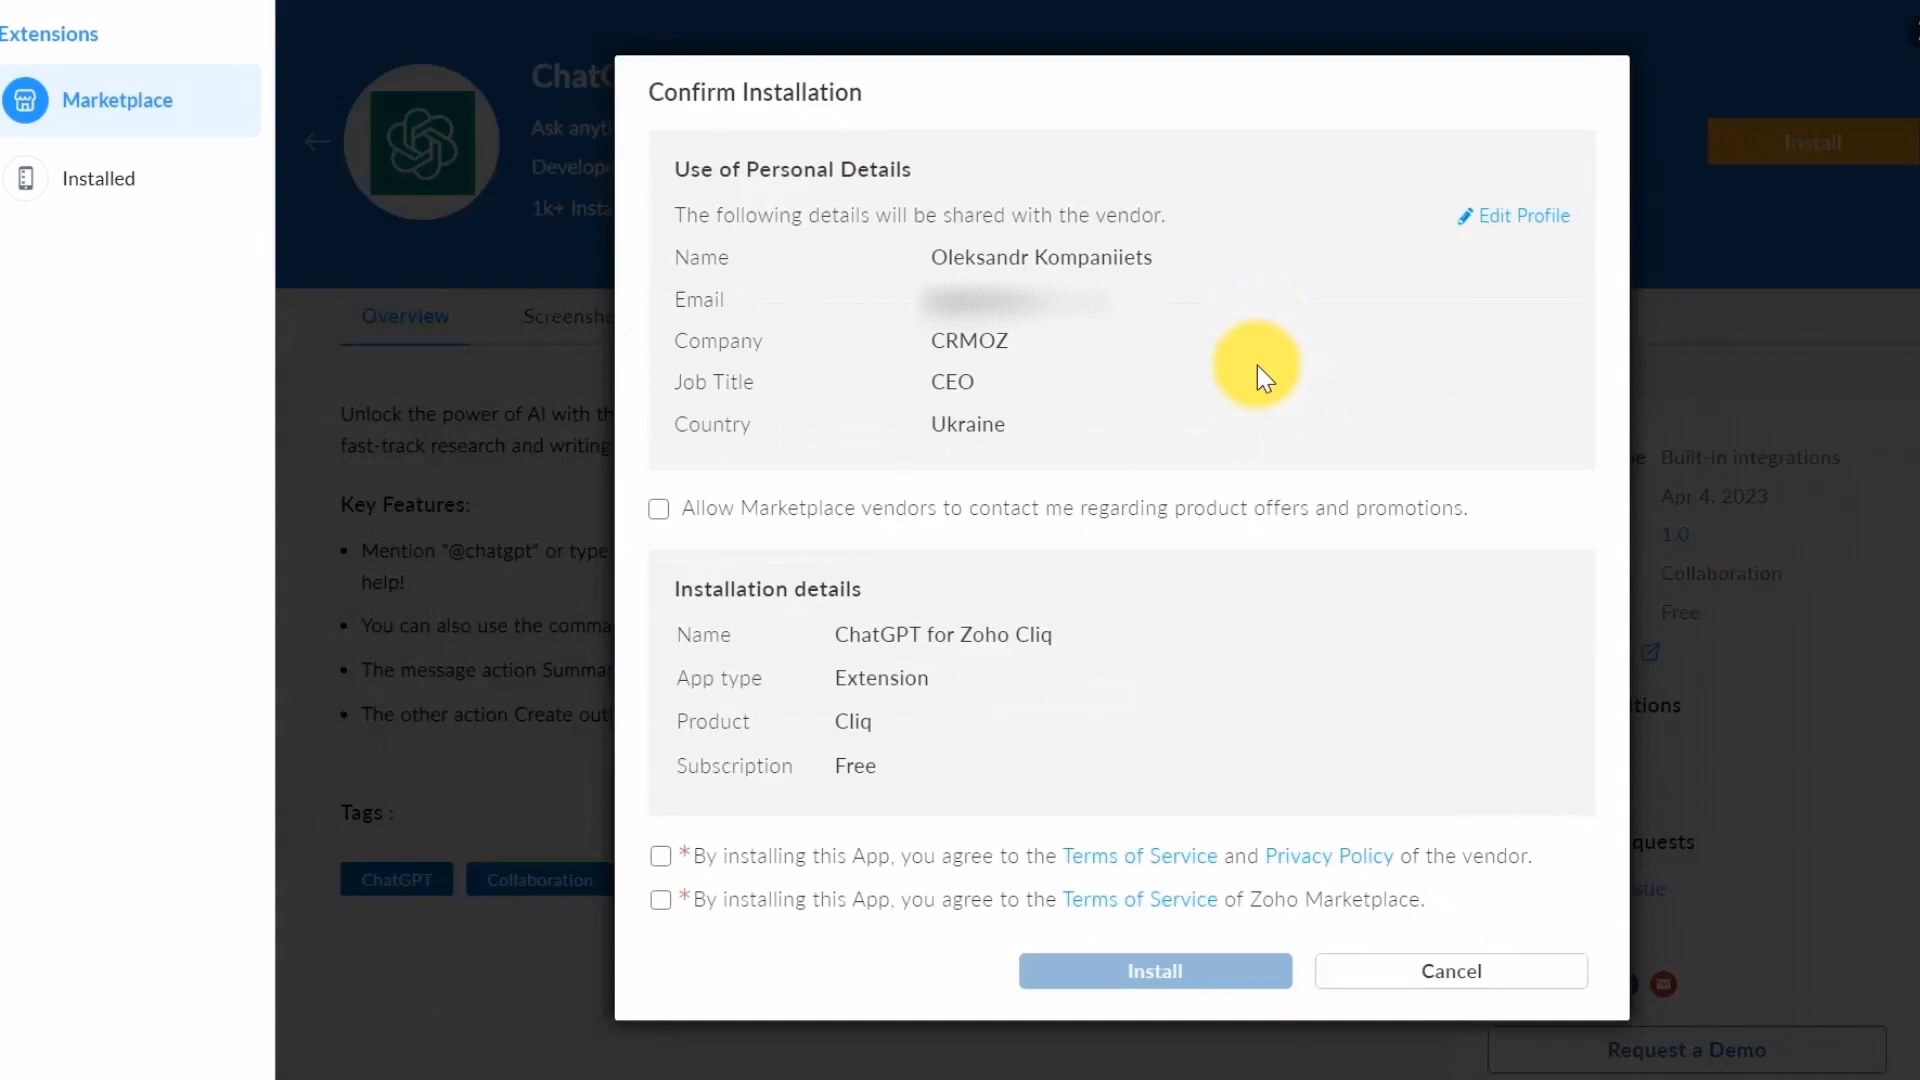 Extensions
Marketplace
Installed
Ask
1k+
Install
Overview
Unlock the power of AI with
fast-track research and writing
Key Features:
• Mention "@chatgpt" or type
help!
• You can also use the
• The message action
• The other action Create
Tags :
ChatGPT
Collaboration
Confirm Installation
Use of Personal Details
The following details will be shared with the vendor.
Edit Profile
Name Oleksandr Kompaniiets
Email
Company CRMOZ
Job Title CEO
Country Ukraine
Allow Marketplace vendors to contact me regarding product offers and promotions.
Installation details
Name ChatGPT for Zoho Cliq
App type Extension
Product Cliq
Subscription Free
*By installing this App, you agree to the Terms of Service and Privacy Policy of the vendor.
*By installing this App, you agree to the Terms of Service of Zoho Marketplace.
Install
Cancel
Built-in integrations
Apr 4, 2023
1.0
Collaboration
Free
Request a Demo